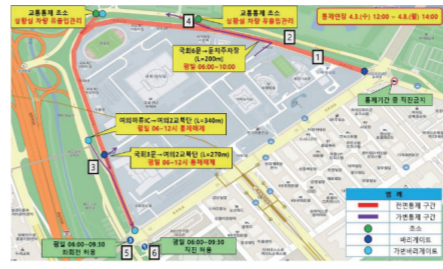 교통통제 초소
상황실 차량 유출입관리
교통통제 초소
상황실 차량 유출입관리
통제연장 4.3.(수) 12:00 ~ 4.8.(월) 14:00
4
2
1
국회6문→둔치주차장
(L=200m)
평일 06:00~10:00
통제기간 중 직진금지
여의하류IC→여의2교북단 (L=340m)
평일 06~12시 통제해제
3
국회3문→여의2교북단 (L=270m)
평일 06~12시 통제해제
범 례
전면통제 구간
가변통제 구간
초소
바리게이트
가변바리게이트
평일 06:00~09:30
좌회전 허용
평일 06:00~09:30
직진 허용
5
6